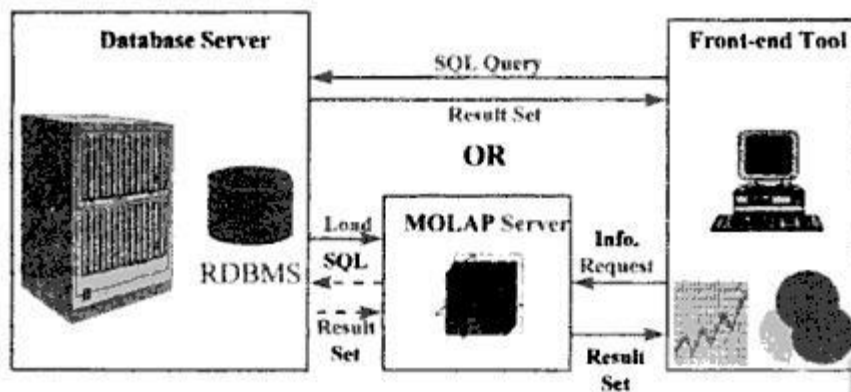 Database Server
Front-end Tool
SQL Query
Result Set
OR
MOLAP Server
Load
SQL
RDBMS
Result
Set
Info.
Request
Result
Set